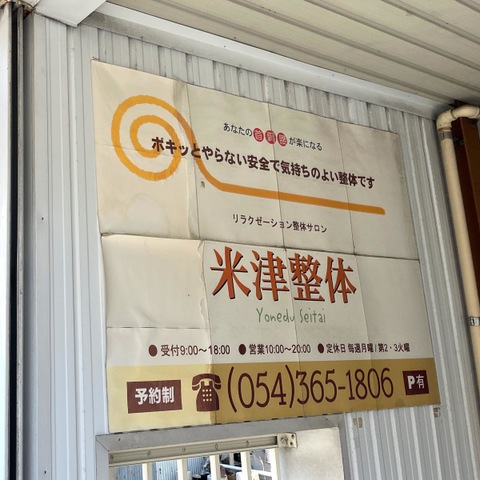 あなたの首肩腰が楽になる
ボキッとやらない安全で気持ちのよい整体です
リラクゼーション整体サロン
米津整体
Yonedu Seitai
● 受付9:00~18:00 ● 営業10:00~20:00 ● 定休日 毎週月曜 / 第2・3火曜
予約制 (054)365-1806 P有